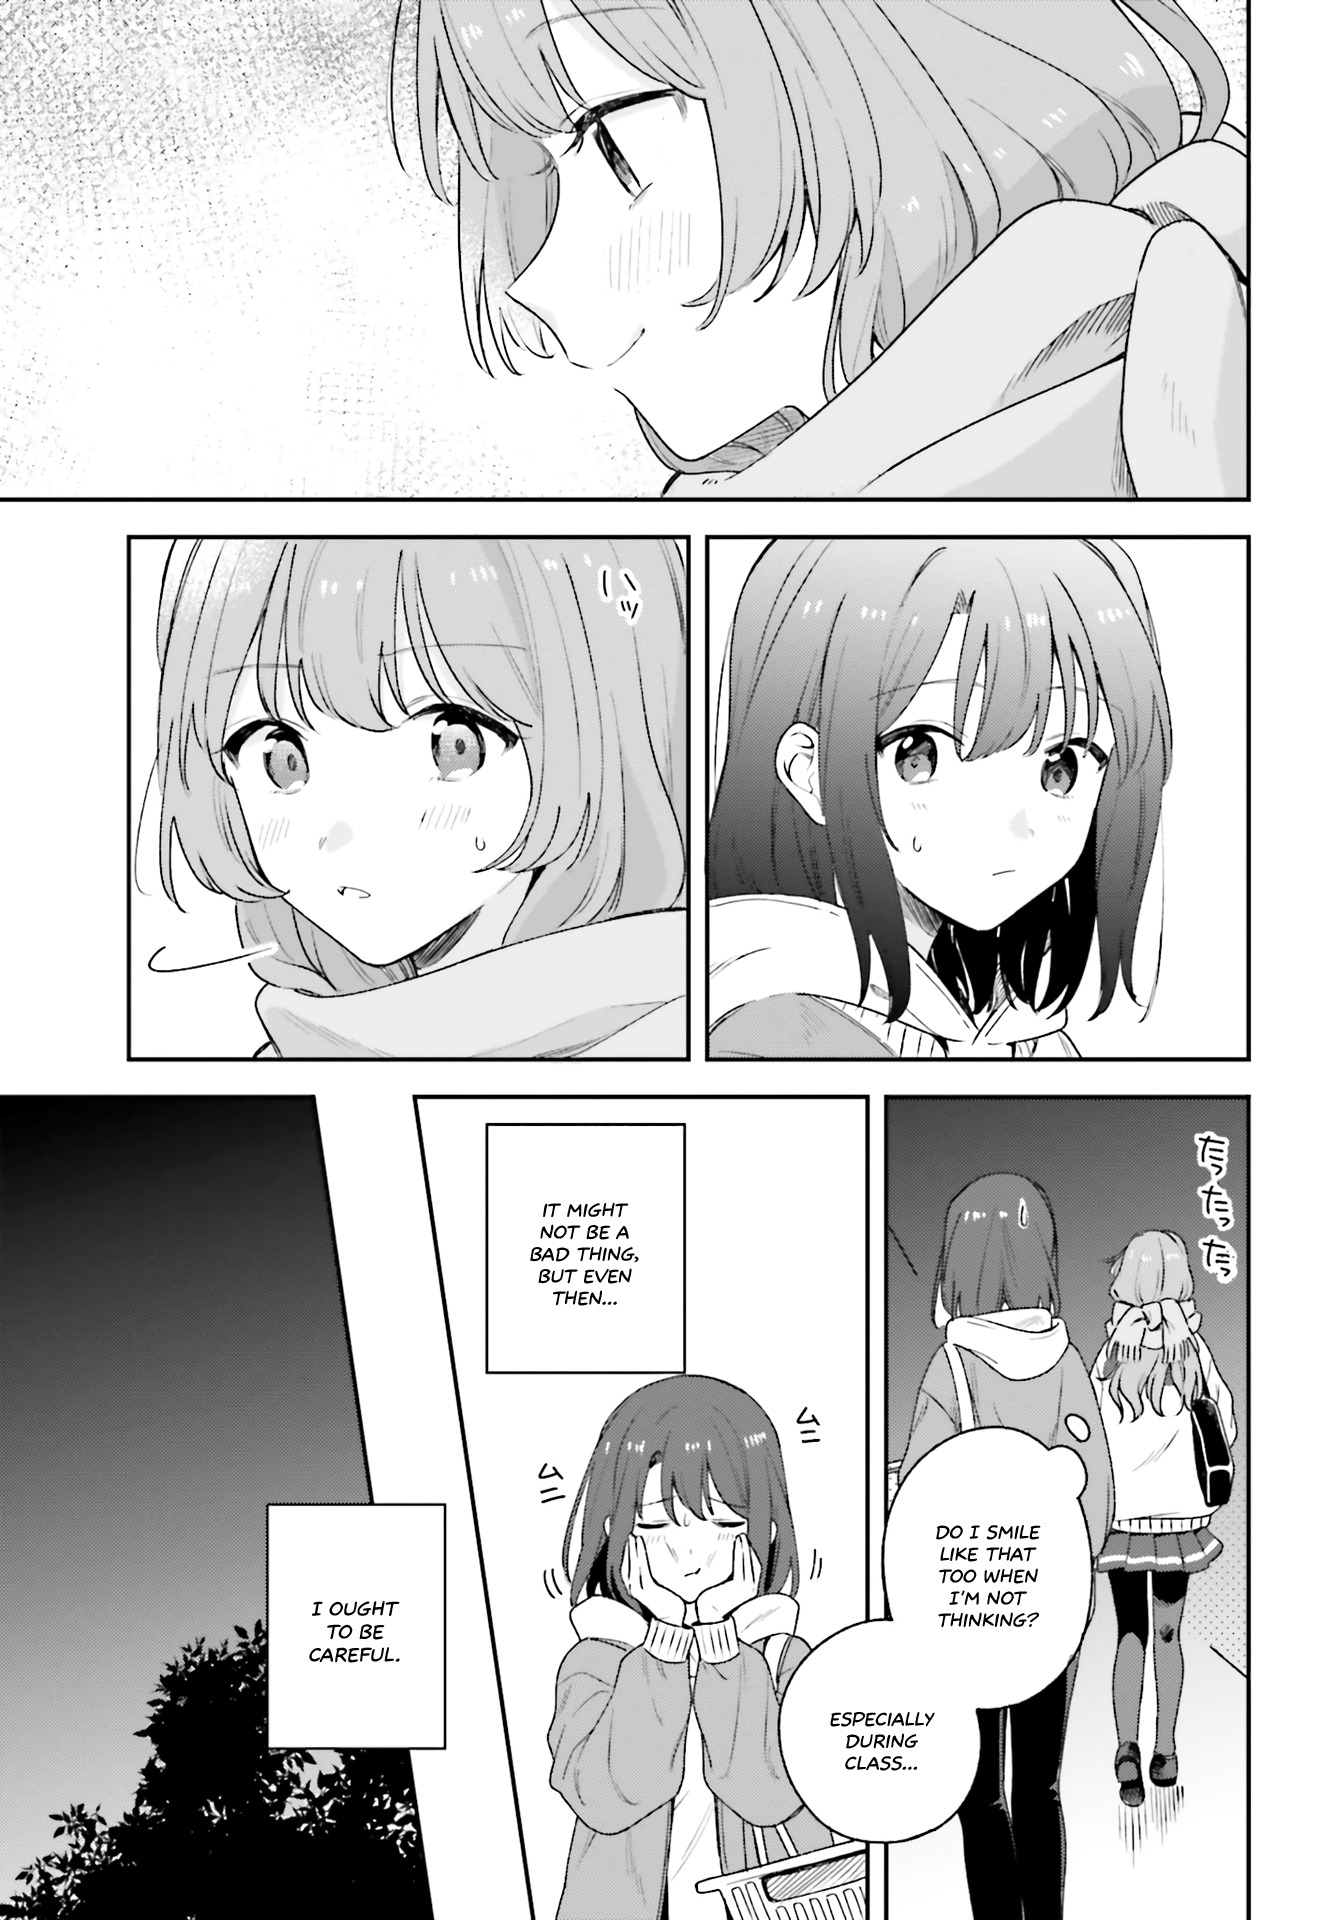 ハッ
たったったっ
DO I SMILE
LIKE THAT
TOO WHEN
I'M NOT
THINKING?
ESPECIALLY
DURING
CLASS...
IT MIGHT
NOT BE A
BAD THING,
BUT EVEN
THEN...
ムニ
ムニ
I OUGHT
TO BE
CAREFUL.